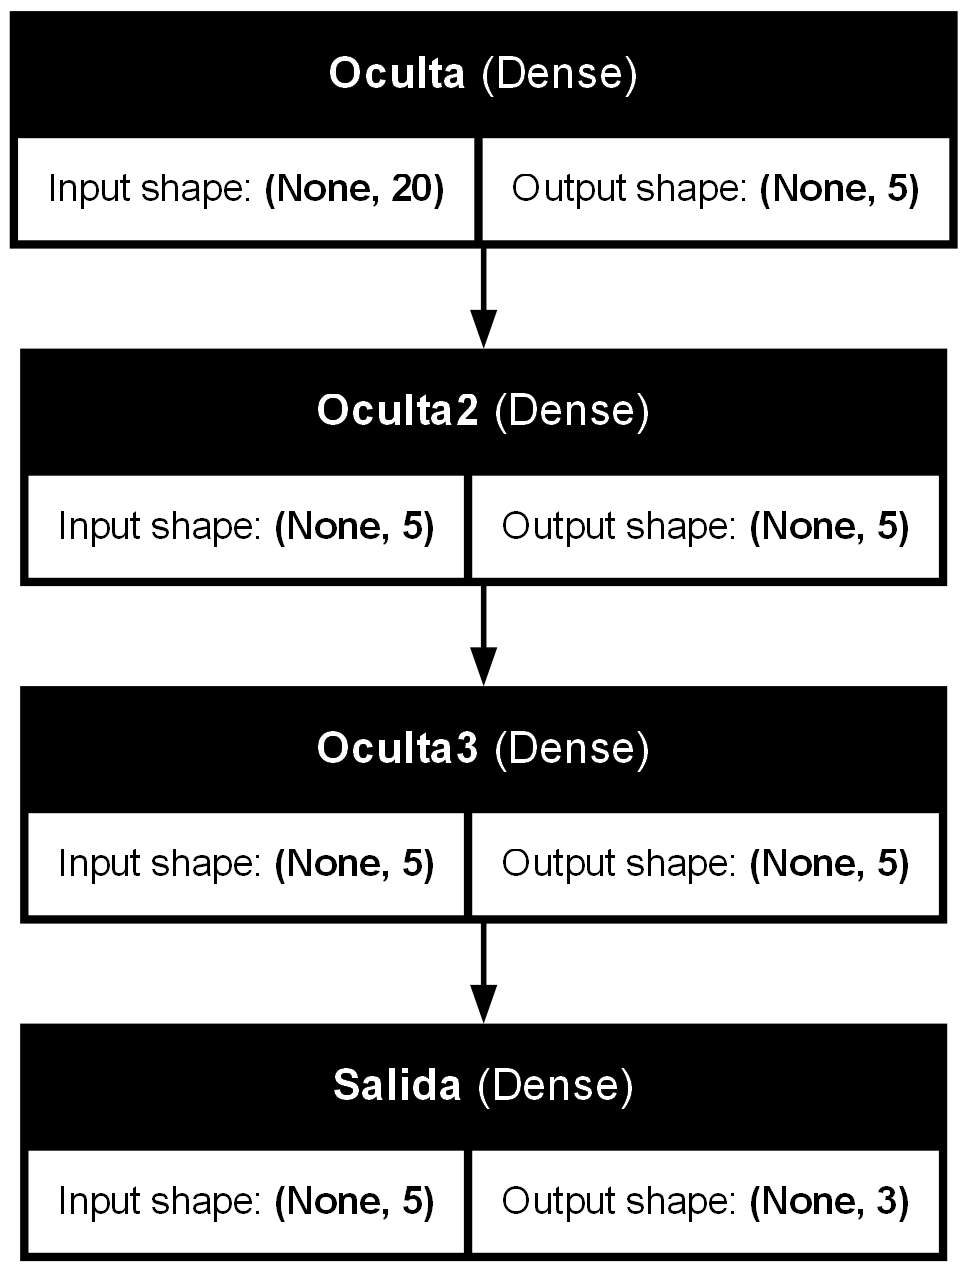 Oculta (Dense)
Input shape: (None, 20) Output shape: (None, 5)
Oculta2 (Dense)
Input shape: (None, 5) Output shape: (None, 5)
Oculta3 (Dense)
Input shape: (None, 5) Output shape: (None, 5)
Salida (Dense)
Input shape: (None, 5) Output shape: (None, 3)